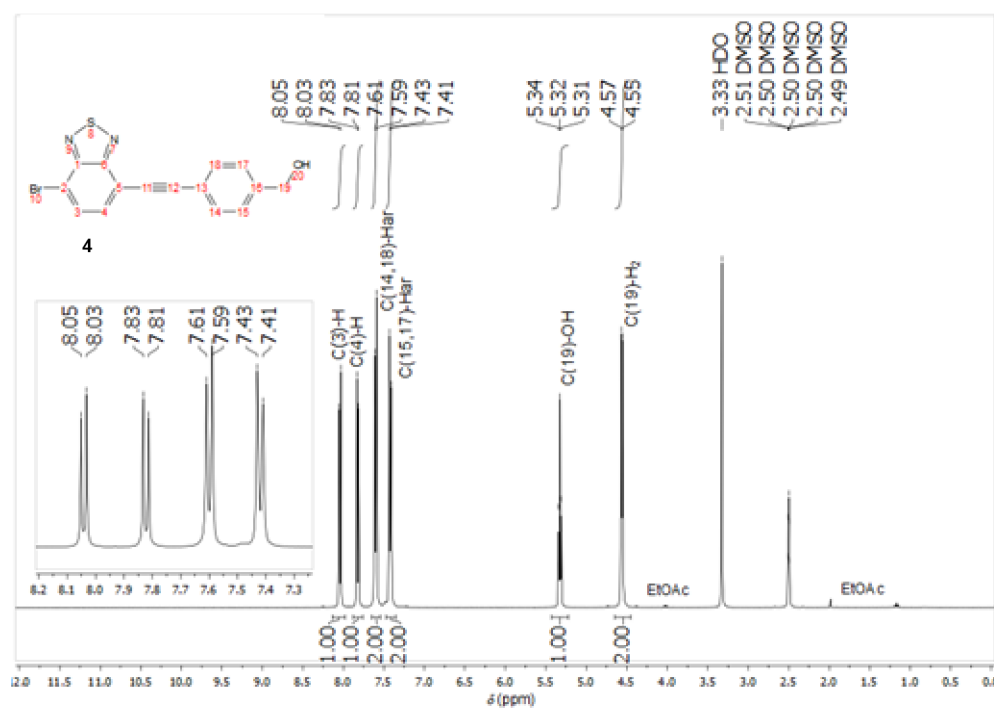 8.05
8.03
7.83
7.81
7.61
7.59
7.43
7.41
5.34
5.32
5.31
4.57
4.55
3.33 HDO
2.51 DMSO
2.50 DMSO
2.50 DMSO
2.50 DMSO
2.49 DMSO
S
8
N
9
N
7
1
6
Br
10
2
5
3
4
11
12
13
18
17
14
15
16
19
OH
20
4
8.05
8.03
7.83
7.81
7.61
7.59
7.43
7.41
8.2 8.1 8.0 7.9 7.8 7.7 7.6 7.5 7.4 7.3
C(3)-H
C(4)-H
C(14,18)-Har
C(15,17)-Har
C(19)-OH
C(19)-H₂
EtOAc
EtOAc
1.00
1.00
2.00
2.00
1.00
2.00
12.0 11.5 11.0 10.5 10.0 9.5 9.0 8.5 8.0 7.5 7.0 6.5 6.0 5.5 5.0 4.5 4.0 3.5 3.0 2.5 2.0 1.5 1.0 0.5 0.0
δ (ppm)